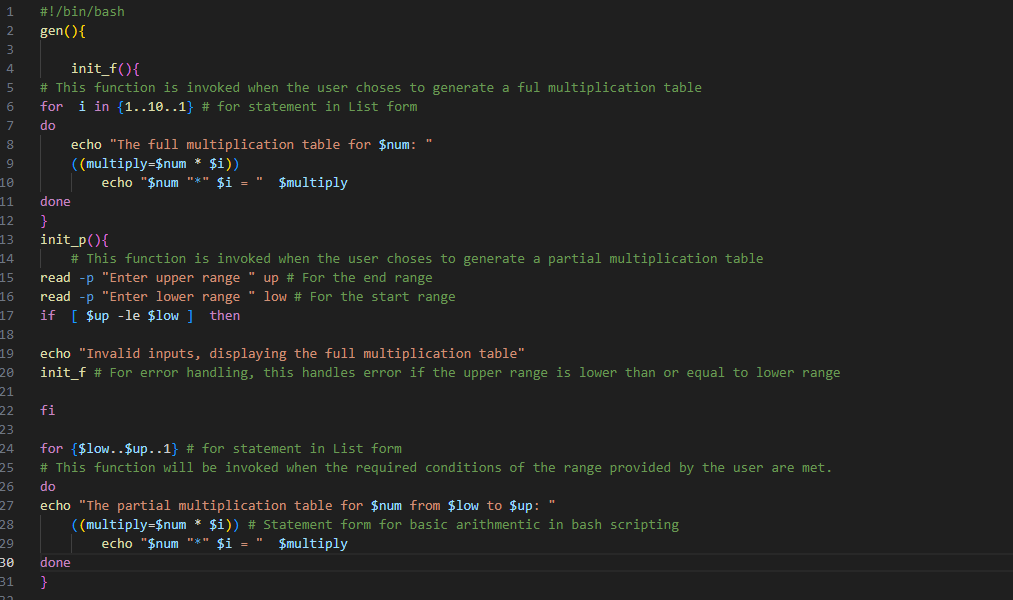 1 #!/bin/bash
2 gen(){
3
4 init_f(){
5 # This function is invoked when the user choses to generate a ful multiplication table
6 for  i in {1..10..1} # for statement in List form
7 do
8 echo "The full multiplication table for $num: "
9 ((multiply=$num * $i))
10 echo "$num "*" $i = "  $multiply
11 done
12 }
13 init_p(){
14 # This function is invoked when the user choses to generate a partial multiplication table
15 read -p "Enter upper range " up # For the end range
16 read -p "Enter lower range " low # For the start range
17 if  [ $up -le $low ]  then
18
19 echo "Invalid inputs, displaying the full multiplication table"
20 init_f # For error handling, this handles error if the upper range is lower than or equal to lower range
21
22 fi
23
24 for {$low..$up..1} # for statement in List form
25 # This function will be invoked when the required conditions of the range provided by the user are met.
26 do
27 echo "The partial multiplication table for $num from $low to $up: "
28 ((multiply=$num * $i)) # Statement form for basic arithmentic in bash scripting
29 echo "$num "*" $i = "  $multiply
30 done
31 }